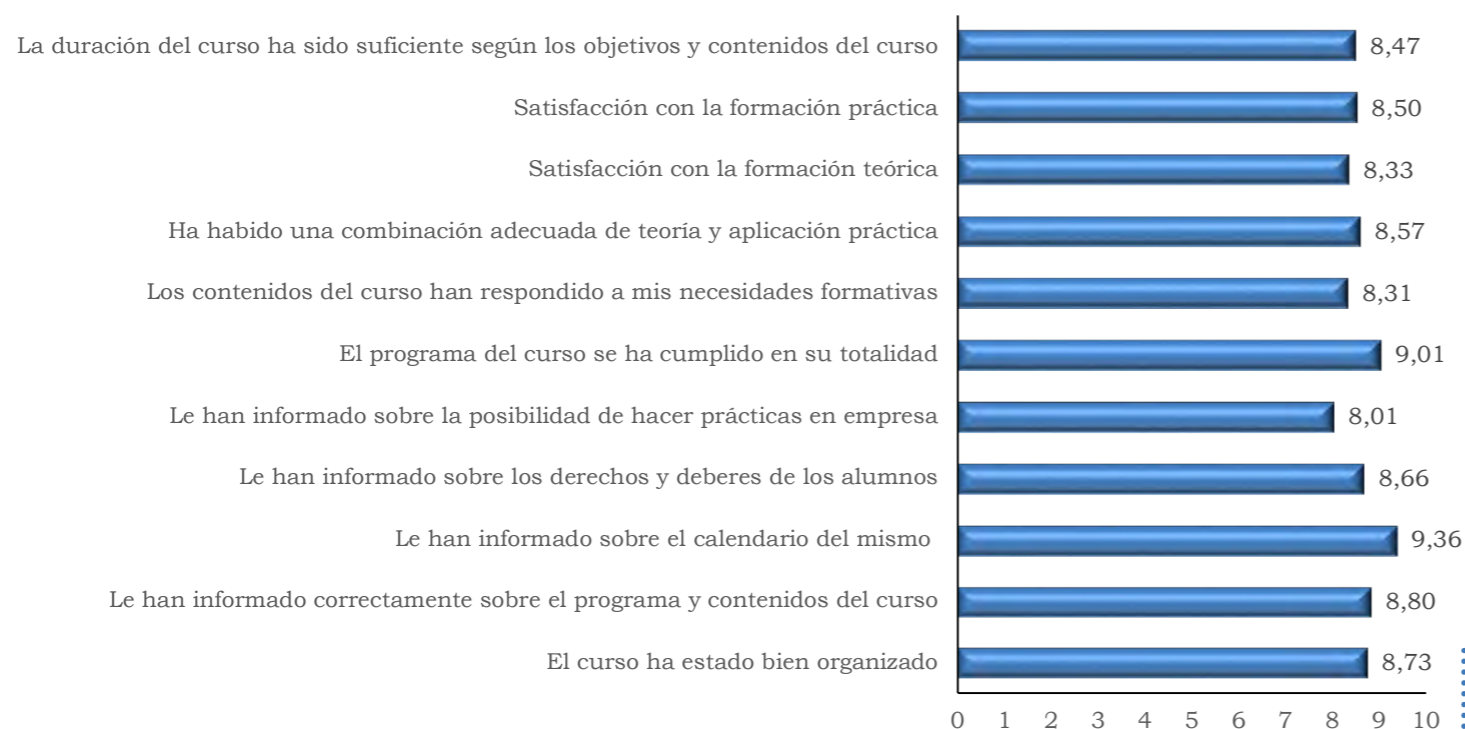 La duración del curso ha sido suficiente según los objetivos y contenidos del curso 8,47
Satisfacción con la formación práctica 8,50
Satisfacción con la formación teórica 8,33
Ha habido una combinación adecuada de teoría y aplicación práctica 8,57
Los contenidos del curso han respondido a mis necesidades formativas 8,31
El programa del curso se ha cumplido en su totalidad 9,01
Le han informado sobre la posibilidad de hacer prácticas en empresa 8,01
Le han informado sobre los derechos y deberes de los alumnos 8,66
Le han informado sobre el calendario del mismo 9,36
Le han informado correctamente sobre el programa y contenidos del curso 8,80
El curso ha estado bien organizado 8,73
0 1 2 3 4 5 6 7 8 9 10